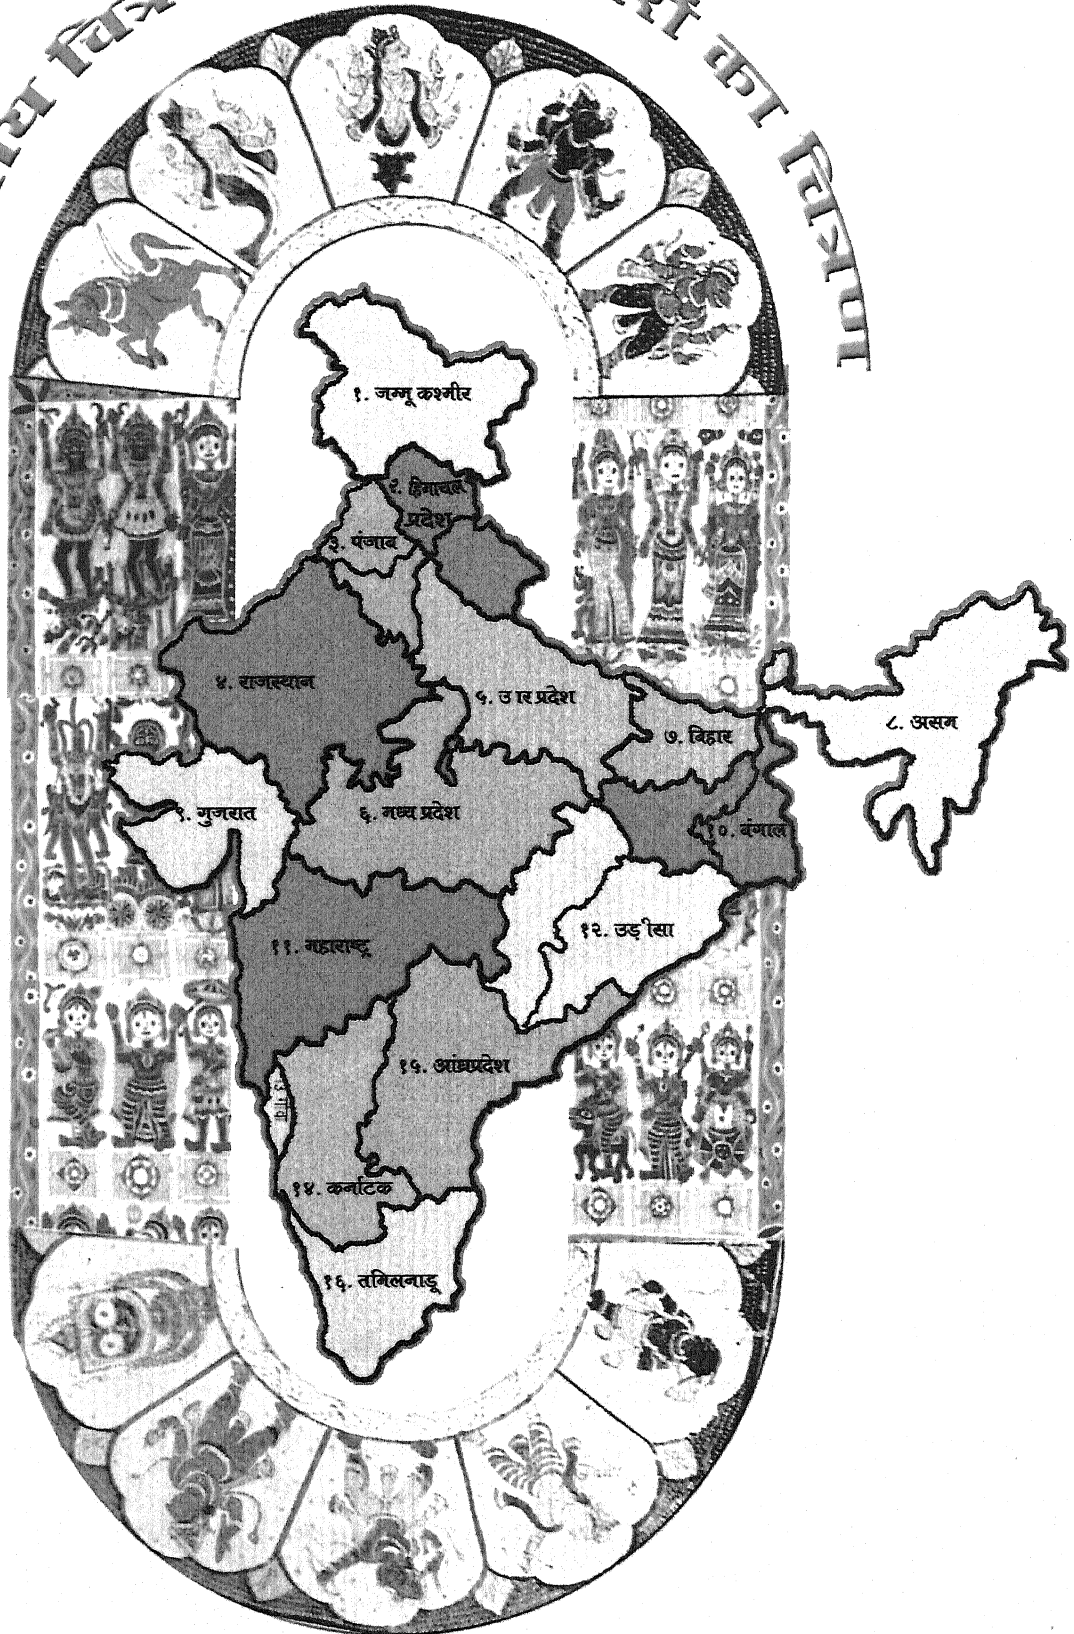 चित्र का चित्रण
१. जम्मू कश्मीर
२. हिमाचल
प्रदेश
३. पंजाब
४. राजस्थान
५. उ ार प्रदेश
७. बिहार
८. असम
९. गुजरात
६. मध्य प्रदेश
१०. बंगाल
११. महाराष्ट्र
१२. उड़ीसा
१५. आंध्रप्रदेश
१४. कर्नाटक
१६. तमिलनाडू